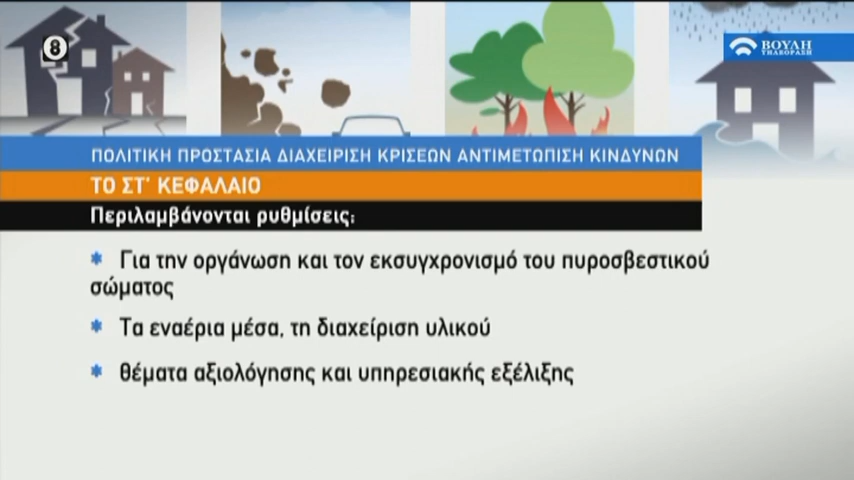 8
ΒΟΥΛΗ
ΤΗΛΕΟΡΑΣΗ
ΠΟΛΙΤΙΚΗ ΠΡΟΣΤΑΣΙΑ ΔΙΑΧΕΙΡΙΣΗ ΚΡΙΣΕΩΝ ΑΝΤΙΜΕΤΩΠΙΣΗ ΚΙΝΔΥΝΩΝ
ΤΟ ΣΤ' ΚΕΦΑΛΑΙΟ
Περιλαμβάνονται ρυθμίσεις:
* Για την οργάνωση και τον εκσυγχρονισμό του πυροσβεστικού
σώματος
* Τα εναέρια μέσα, τη διαχείριση υλικού
* θέματα αξιολόγησης και υπηρεσιακής εξέλιξης